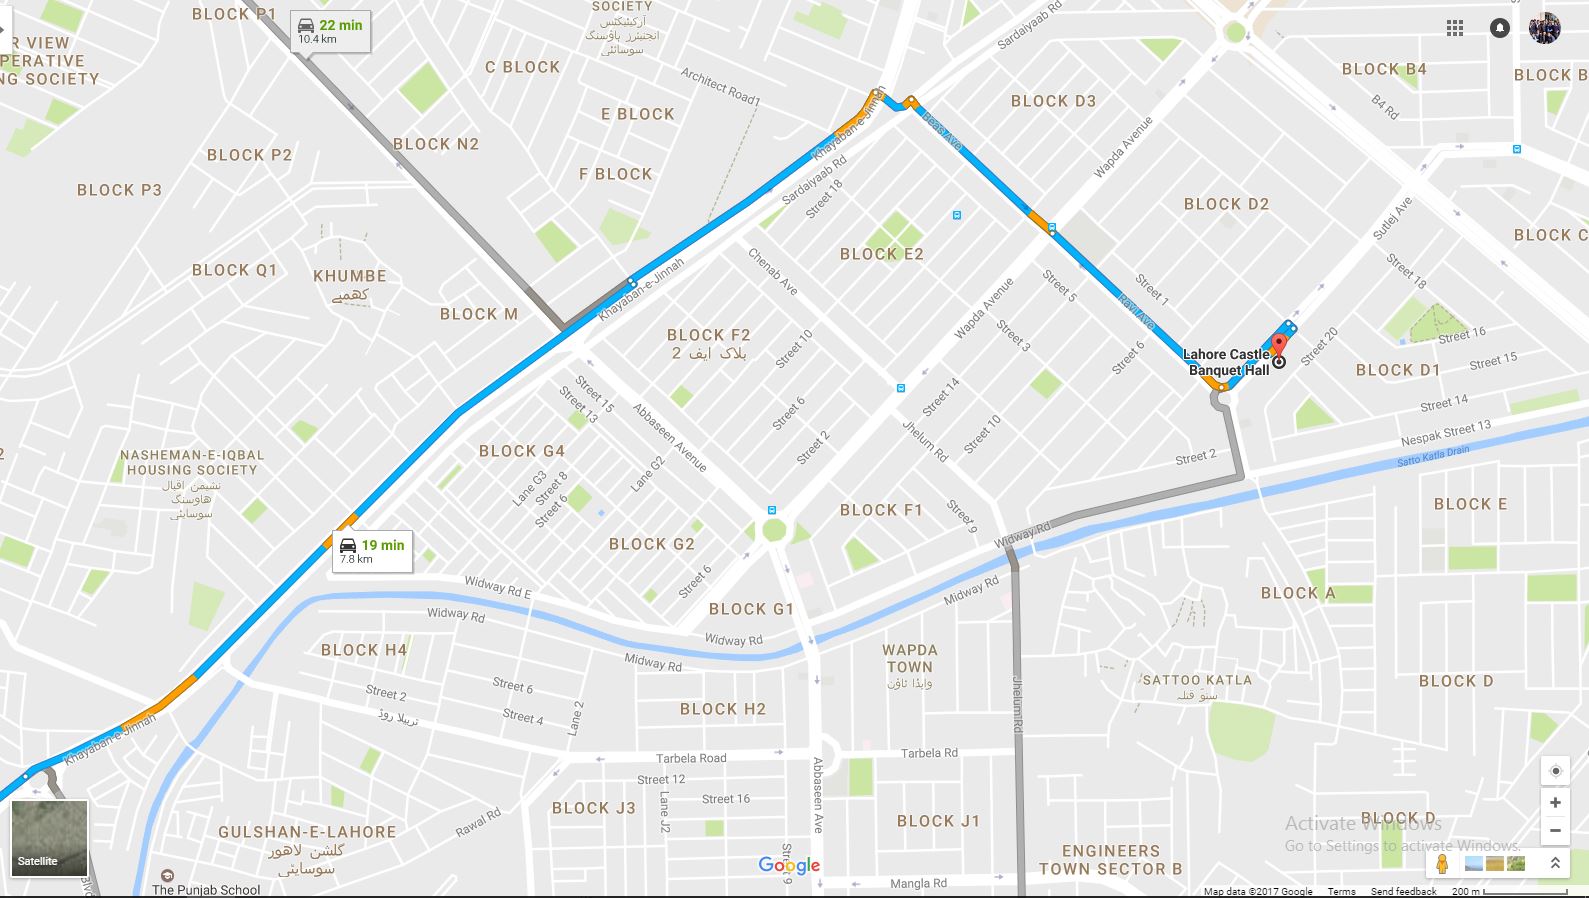 BLOCK P1
22 min
10.4 km
SOCIETY
آرکیٹیکٹس
انجنیئرز ہاؤسنگ
سوسائٹی
Sardaiyaab Rd
R VIEW
PERATIVE
NG SOCIETY
C BLOCK
Architect Road1
BLOCK B4
BLOCK B
BLOCK D3
B4 Rd
E BLOCK
Khayaban-e-Jinnah
Beas Ave
Wapda Avenue
BLOCK N2
BLOCK P2
F BLOCK
Sardaiyaab Rd
BLOCK P3
Street 18
BLOCK D2
Sutlej Ave
BLOCK C
BLOCK E2
BLOCK Q1
KHUMBE
کھمبے
Khayaban-e-Jinnah
Chenab Ave
Street 5
Street 1
Street 18
BLOCK M
Wapda Avenue
Ravi Ave
BLOCK F2
بلاک ایف 2
Street 10
Street 3
Street 6
Street 20
Street 16
Lahore Castle
Banquet Hall
Street 15
BLOCK D1
Street 15
Street 13
Abbaseen Avenue
Street 6
Street 14
Street 14
Nespak Street 13
Jhelum Rd
Street 10
Street 2
BLOCK G4
Street 2
Satto Katla Drain
2
NASHEMAN-E-IQBAL
HOUSING SOCIETY
نشیمن اقبال
ھاوسنگ
سوسایٹی
Lane G3
Street 8
Street 6
Lane G2
BLOCK F1
Street 9
BLOCK E
19 min
7.8 km
BLOCK G2
Widway Rd
Street 6
Widway Rd E
Midway Rd
BLOCK A
Widway Rd
BLOCK G1
Widway Rd
Midway Rd
BLOCK H4
WAPDA
TOWN
واپڈا ٹاؤن
Street 2
Street 6
Street 4
تربیلا روڈ
Lane 2
BLOCK H2
Jhelum Rd
SATTOO KATLA
ستو قتلہ
BLOCK D
Khayaban-e-Jinnah
Tarbela Road
Tarbela Rd
Street 12
Street 16
Lane J2
Abbaseen Ave
BLOCK J3
Rawal Rd
BLOCK J1
BLOCK D
Activate Windows
Go to Settings to activate Windows.
GULSHAN-E-LAHORE
گلشن لاھور
سوسایٹی
Satellite
ENGINEERS
TOWN SECTOR B
Google
The Punjab School
Mangla Rd
Map data ©2017 Google
Terms
Send feedback
200 m